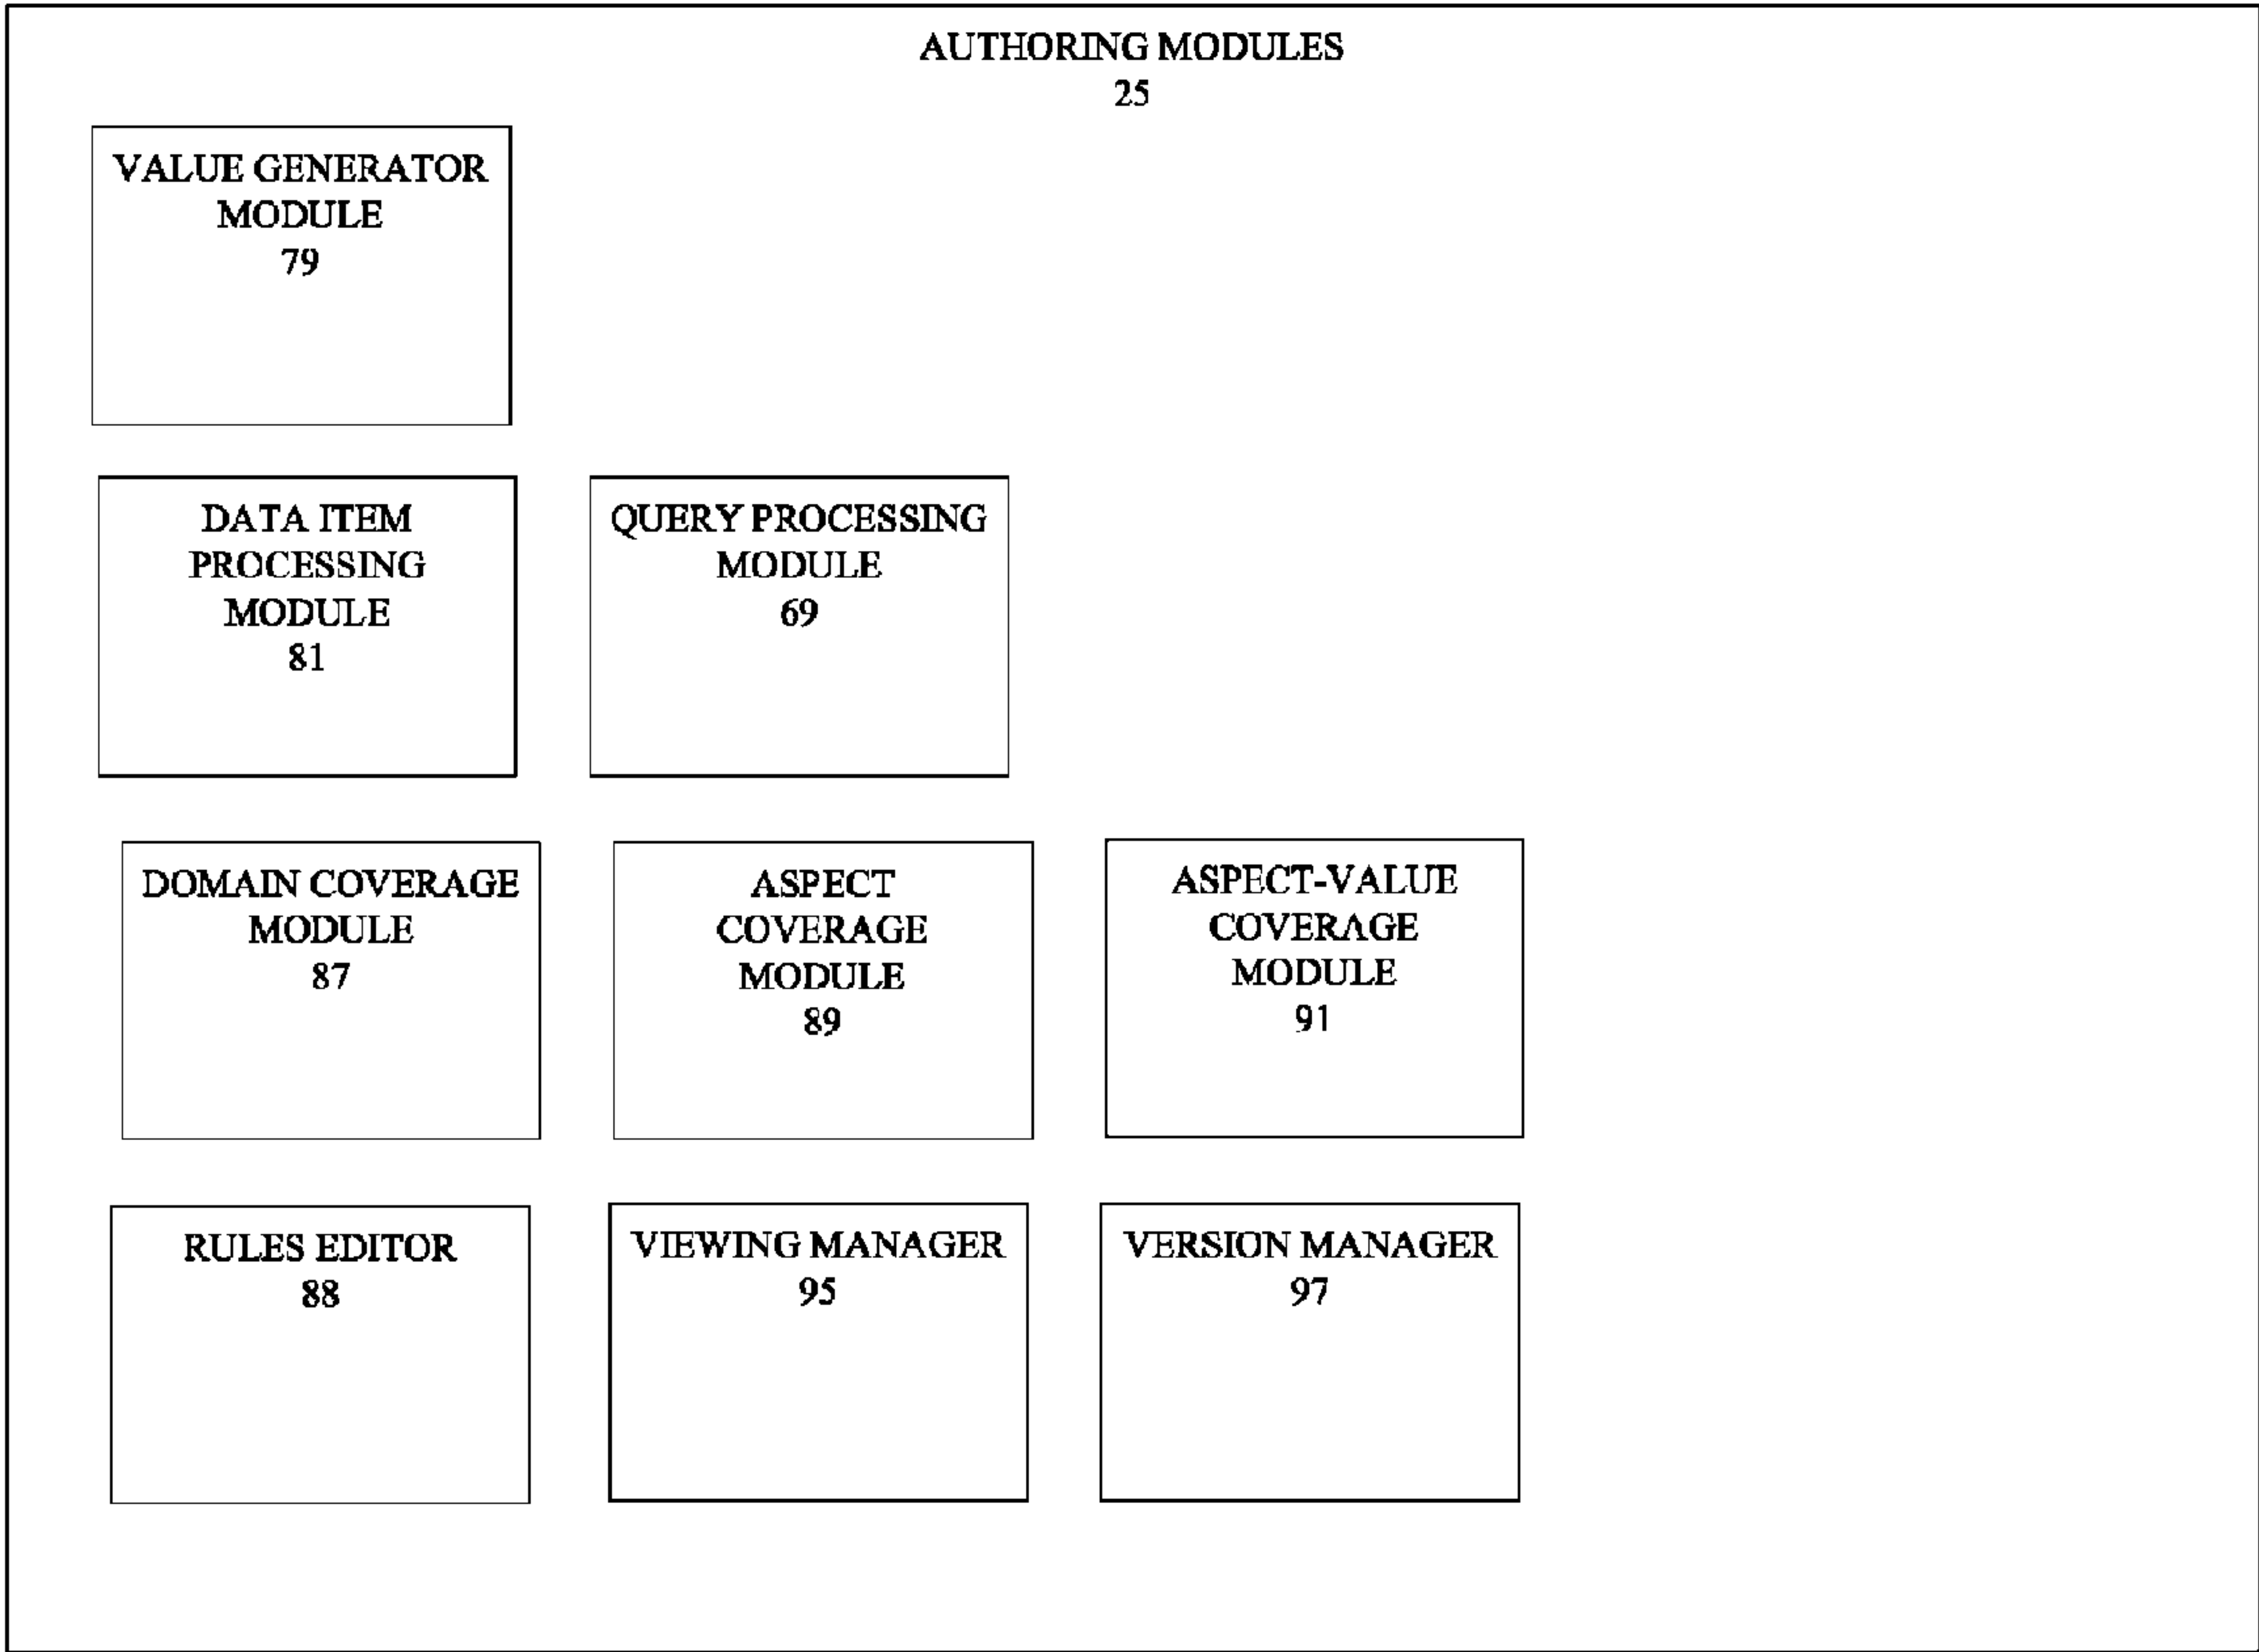 AUTHORING MODULES
25
VALUE GENERATOR
MODULE
79
DATA ITEM
PROCESSING
MODULE
81
QUERY PROCESSING
MODULE
69
DOMAIN COVERAGE
MODULE
87
ASPECT
COVERAGE
MODULE
89
ASPECT-VALUE
COVERAGE
MODULE
91
RULES EDITOR
88
VIEWING MANAGER
95
VERSION MANAGER
97